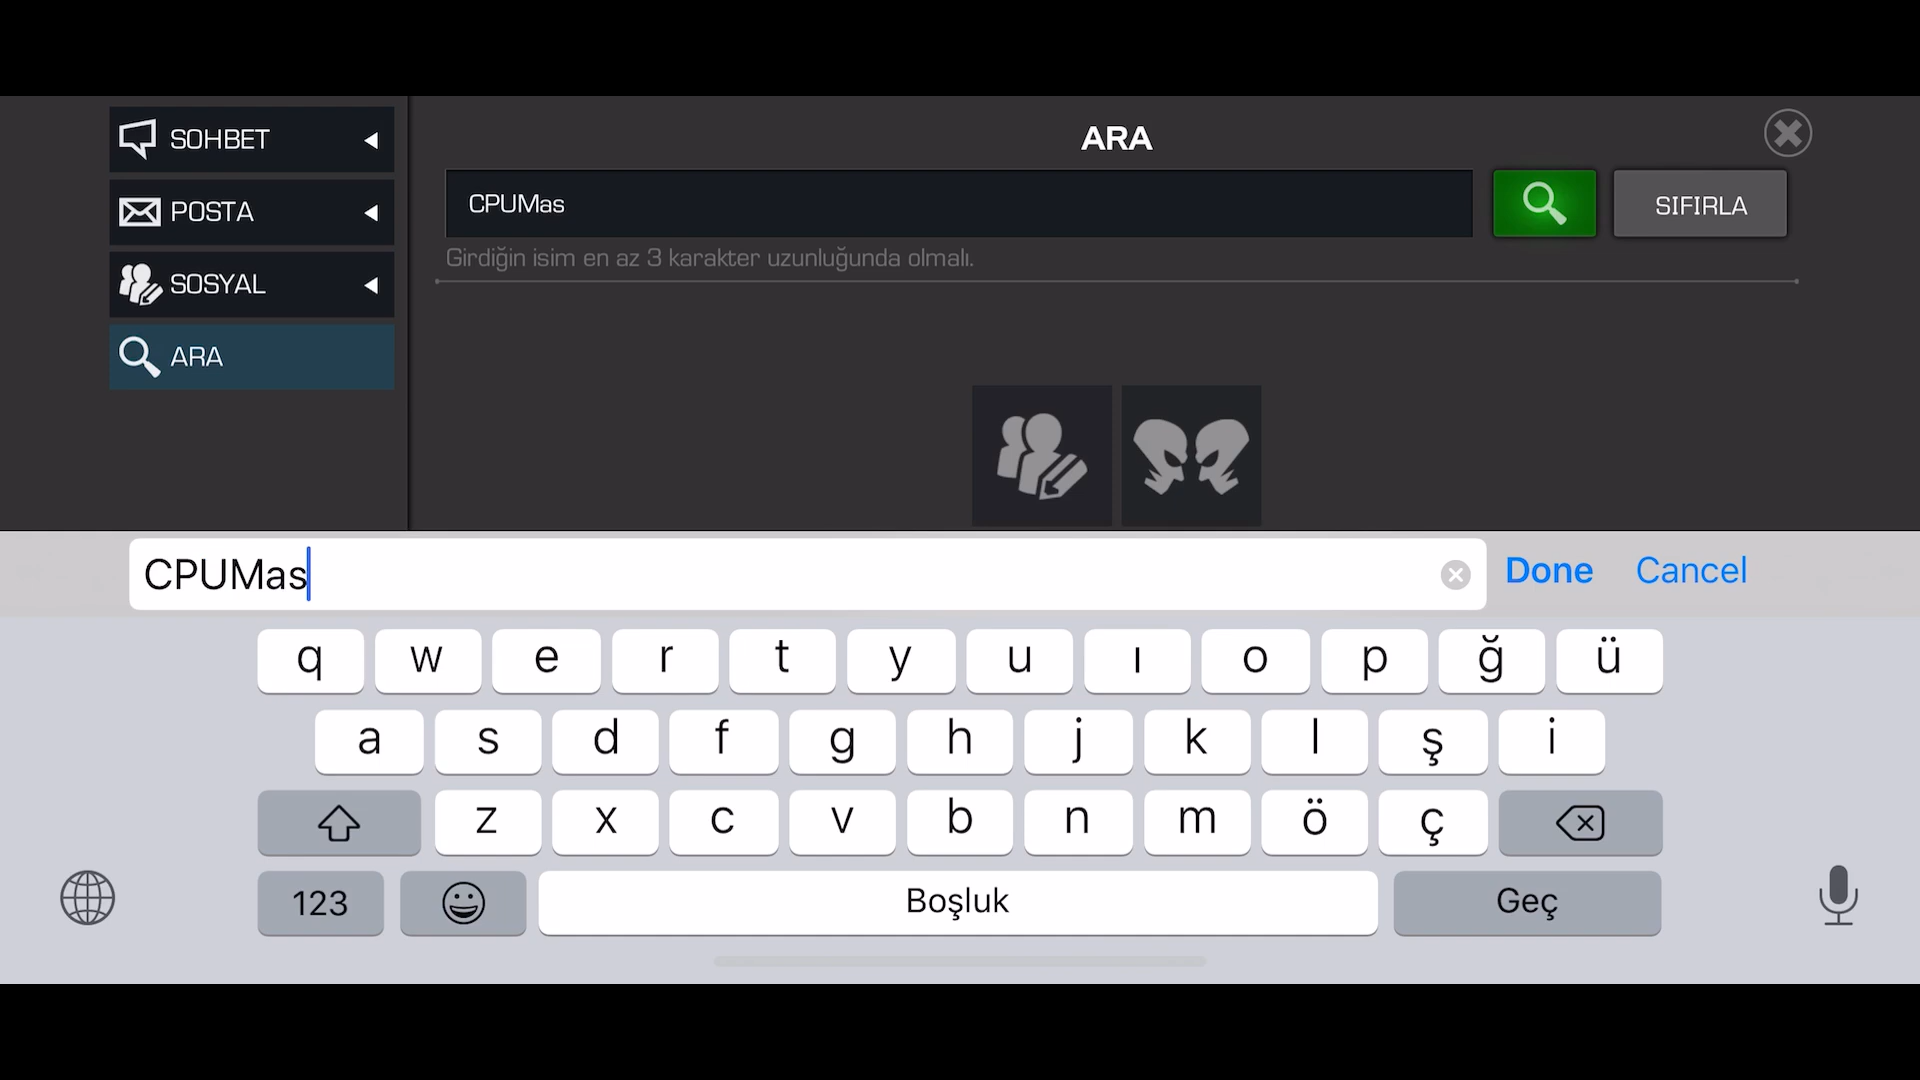 SOHBET
POSTA
SOSYAL
ARA
ARA
CPUMas
SIFIRLA
Girdiğin isim en az 3 karakter uzunluğunda olmalı.
CPUMas
Done
Cancel
q w e r t y u ı o p ğ ü
a s d f g h j k l ş i
z x c v b n m ö ç
123
Boşluk
Geç